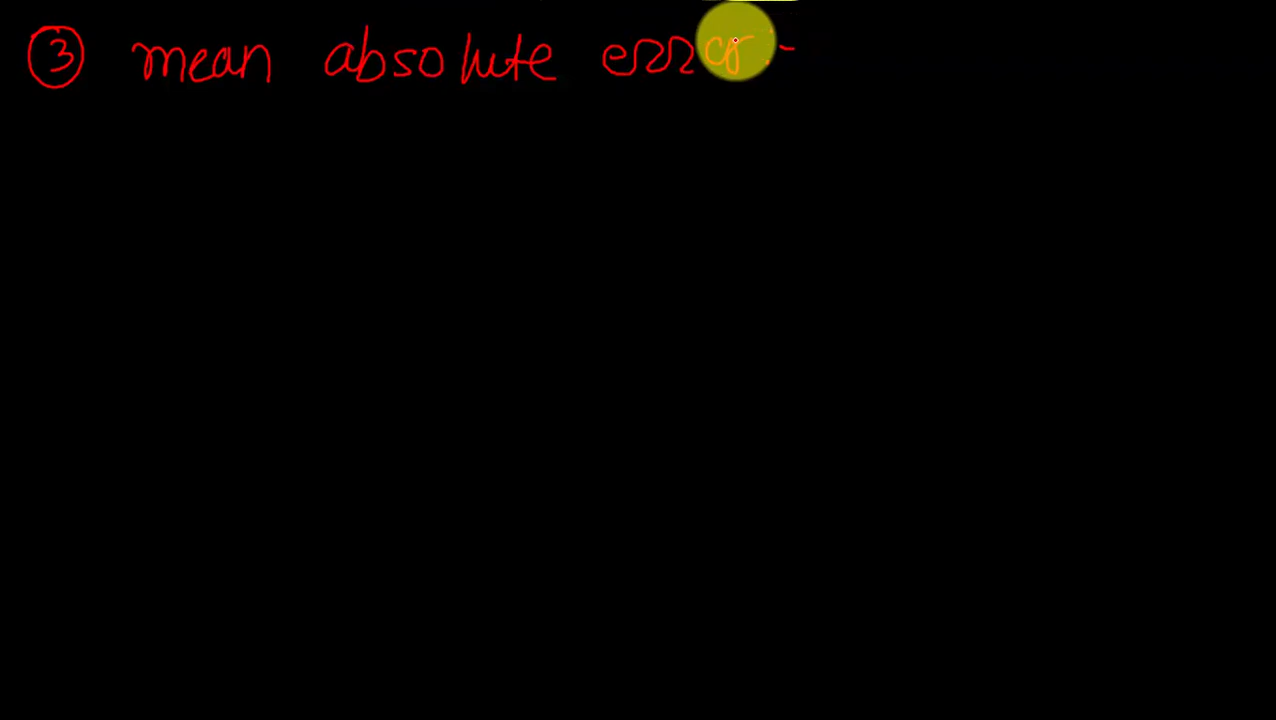 ③ mean absolute error :-